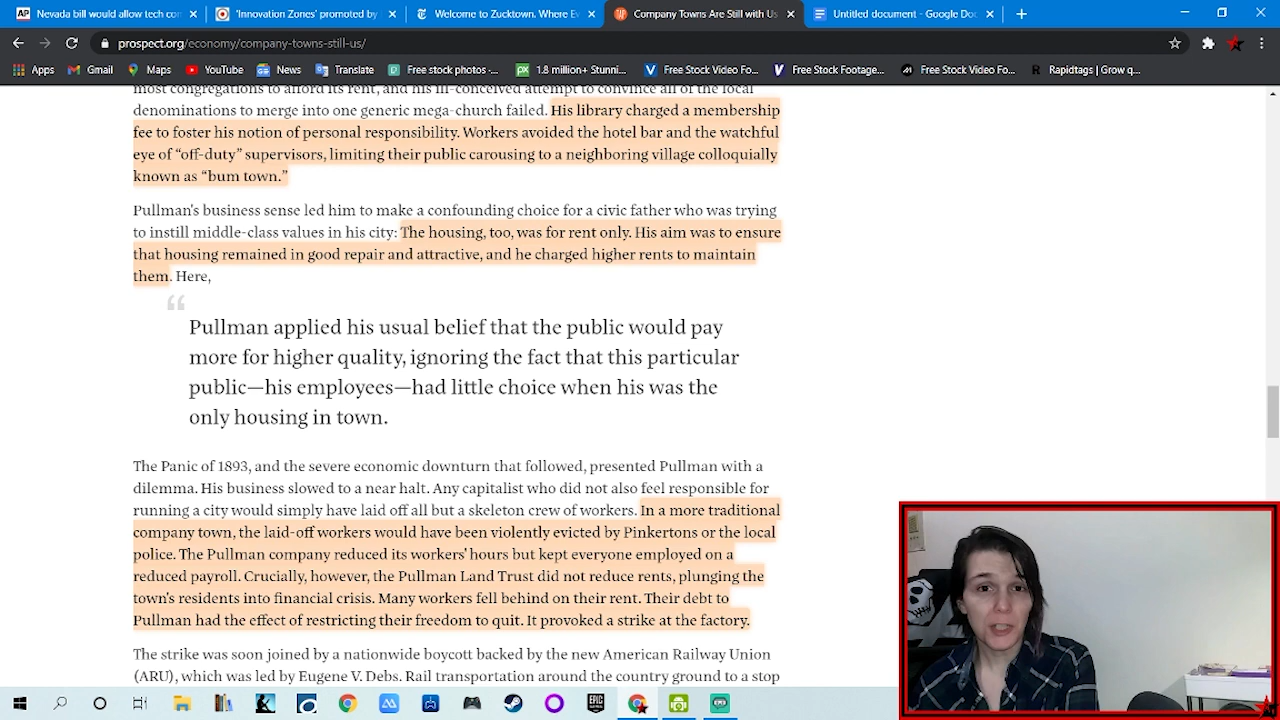 Nevada bill would allow tech con
'Innovation Zones' promoted by
Welcome to Zucktown. Where Ev
Company Towns Are Still with Us
Untitled document - Google Doc
prospect.org/economy/company-towns-still-us/
Apps
Gmail
Maps
YouTube
News
Translate
Free stock photos -...
1.8 million+ Stunni...
Free Stock Video Fo...
Free Stock Footage...
Free Stock Video Fo...
Rapidtags | Grow q...
most congregations to afford its rent, and his ill-conceived attempt to convince all of the local
denominations to merge into one generic mega-church failed. His library charged a membership
fee to foster his notion of personal responsibility. Workers avoided the hotel bar and the watchful
eye of “off-duty” supervisors, limiting their public carousing to a neighboring village colloquially
known as “bum town.”
Pullman's business sense led him to make a confounding choice for a civic father who was trying
to instill middle-class values in his city: The housing, too, was for rent only. His aim was to ensure
that housing remained in good repair and attractive, and he charged higher rents to maintain
them. Here,
“
Pullman applied his usual belief that the public would pay
more for higher quality, ignoring the fact that this particular
public—his employees—had little choice when his was the
only housing in town.
The Panic of 1893, and the severe economic downturn that followed, presented Pullman with a
dilemma. His business slowed to a near halt. Any capitalist who did not also feel responsible for
running a city would simply have laid off all but a skeleton crew of workers. In a more traditional
company town, the laid-off workers would have been violently evicted by Pinkertons or the local
police. The Pullman company reduced its workers' hours but kept everyone employed on a
reduced payroll. Crucially, however, the Pullman Land Trust did not reduce rents, plunging the
town's residents into financial crisis. Many workers fell behind on their rent. Their debt to
Pullman had the effect of restricting their freedom to quit. It provoked a strike at the factory.
The strike was soon joined by a nationwide boycott backed by the new American Railway Union
(ARU), which was led by Eugene V. Debs. Rail transportation around the country ground to a stop